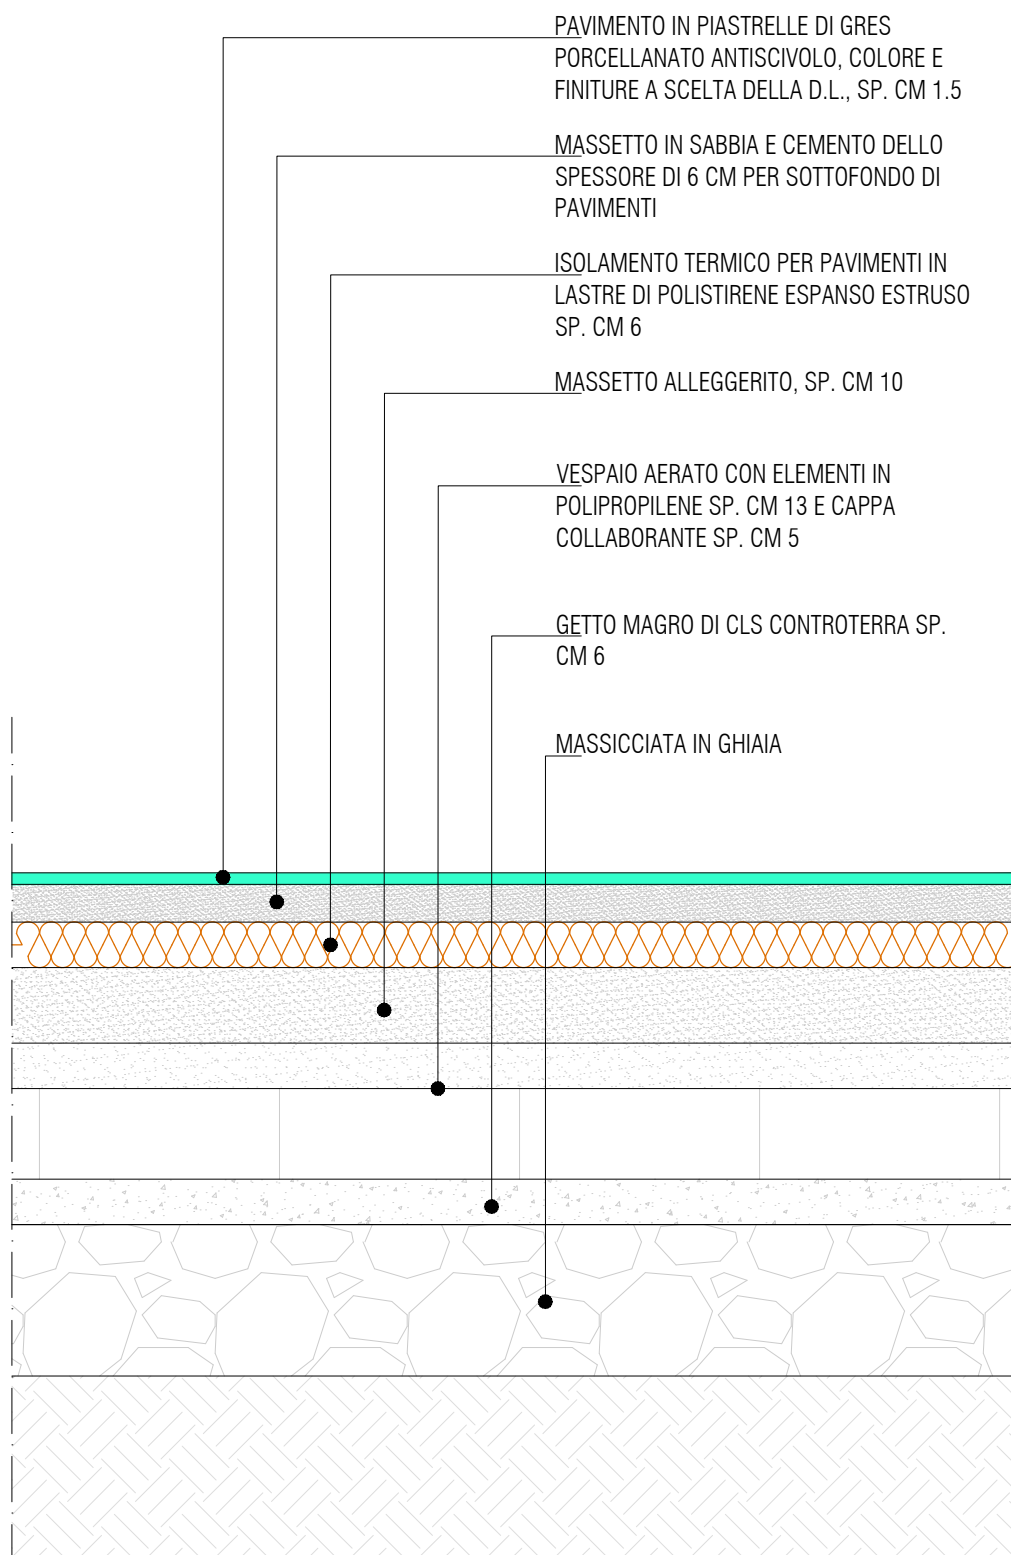 PAVIMENTO IN PIASTRELLE DI GRES
PORCELLANATO ANTISCIVOLO, COLORE E
FINITURE A SCELTA DELLA D.L., SP. CM 1.5
MASSETTO IN SABBIA E CEMENTO DELLO
SPESSORE DI 6 CM PER SOTTOFONDO DI
PAVIMENTI
ISOLAMENTO TERMICO PER PAVIMENTI IN
LASTRE DI POLISTIRENE ESPANSO ESTRUSO
SP. CM 6
MASSETTO ALLEGGERITO, SP. CM 10
VESPAIO AERATO CON ELEMENTI IN
POLIPROPILENE SP. CM 13 E CAPPA
COLLABORANTE SP. CM 5
GETTO MAGRO DI CLS CONTROTERRA SP.
CM 6
MASSICCIATA IN GHIAIA